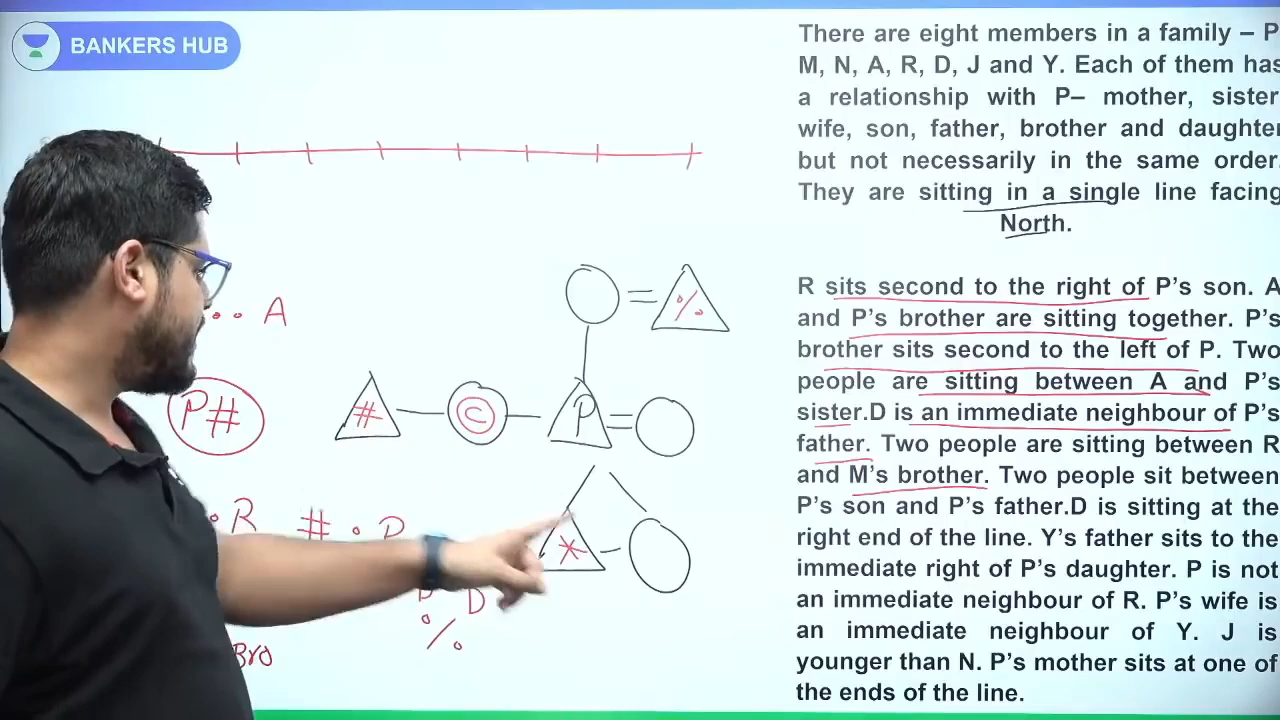 BANKERS HUB
There are eight members in a family – P
M, N, A, R, D, J and Y. Each of them has
a relationship with P– mother, sister
wife, son, father, brother and daughter
but not necessarily in the same order.
They are sitting in a single line facing
North.
R sits second to the right of P's son. A
and P's brother are sitting together. P's
brother sits second to the left of P. Two
people are sitting between A and P's
sister.D is an immediate neighbour of P's
father. Two people are sitting between R
and M's brother. Two people sit between
P's son and P's father.D is sitting at the
right end of the line. Y's father sits to the
immediate right of P's daughter. P is not
an immediate neighbour of R. P's wife is
an immediate neighbour of Y. J is
younger than N. P's mother sits at one of
the ends of the line.
%
. . A
P#
#
C
P
. R
# . P
*
D
%
Bro